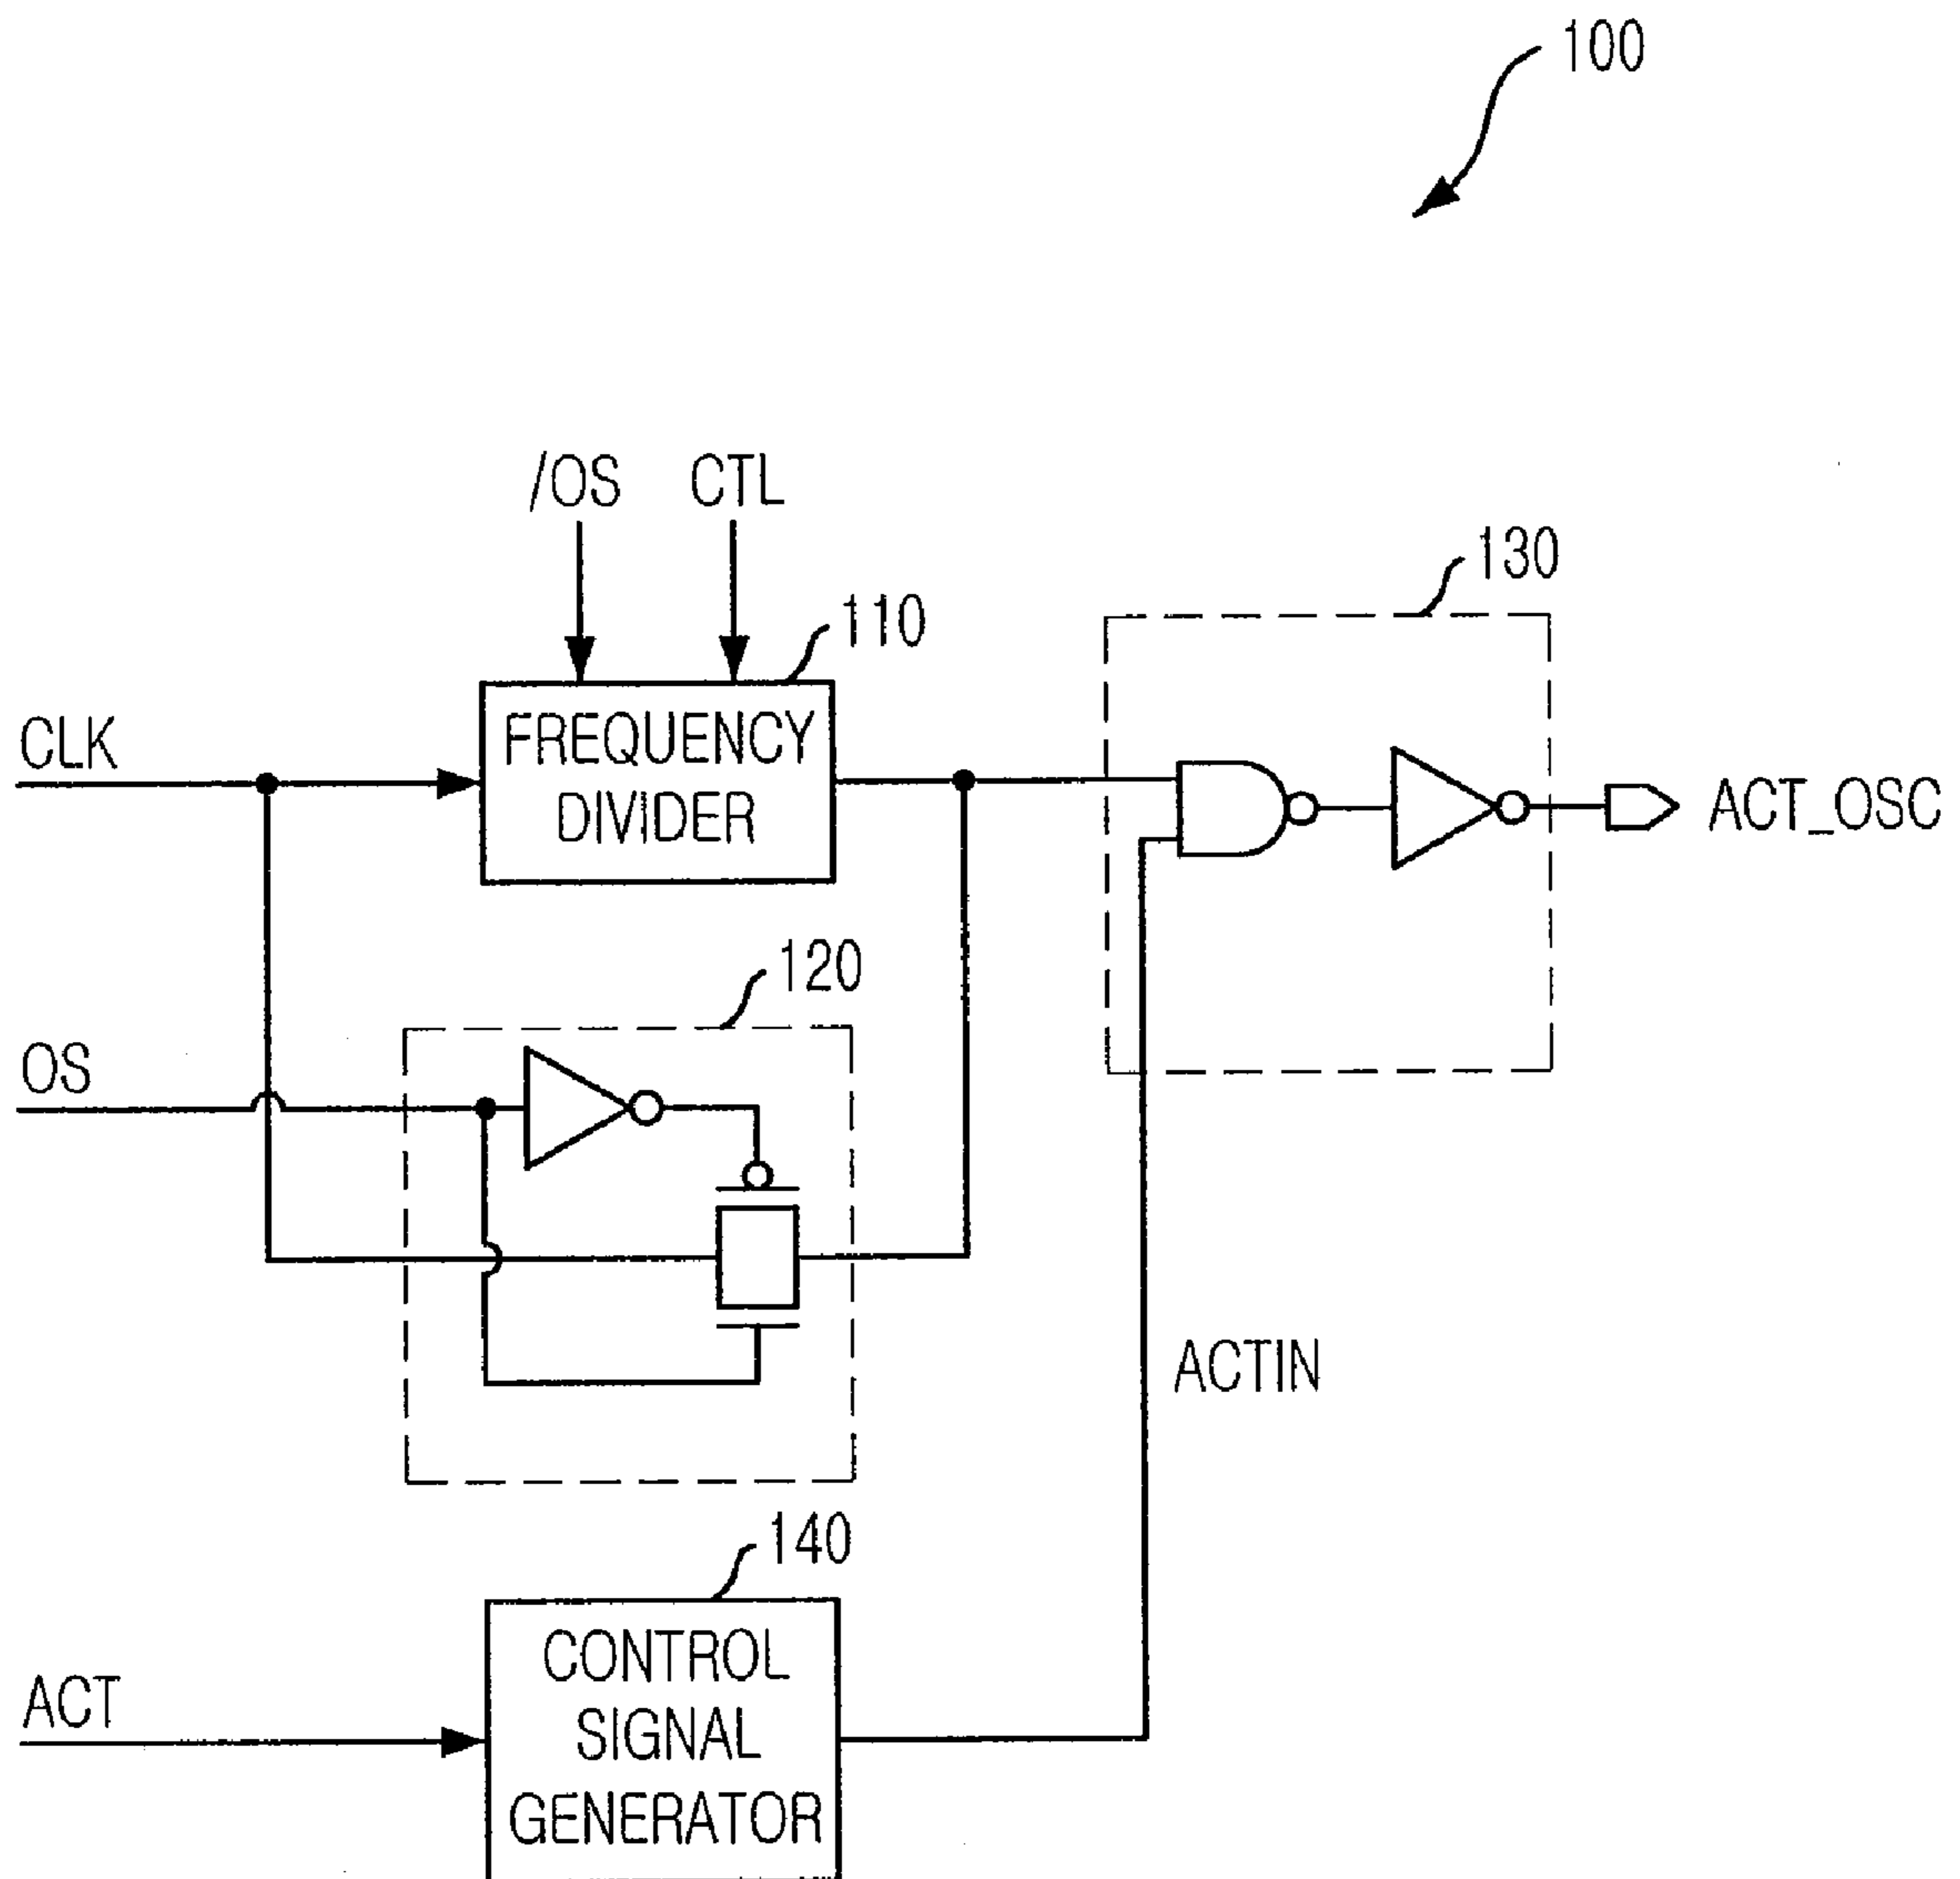 100
/OS CTL
130
110
CLK
FREQUENCY
DIVIDER
ACT_OSC
120
OS
ACTIN
140
ACT
CONTROL
SIGNAL
GENERATOR